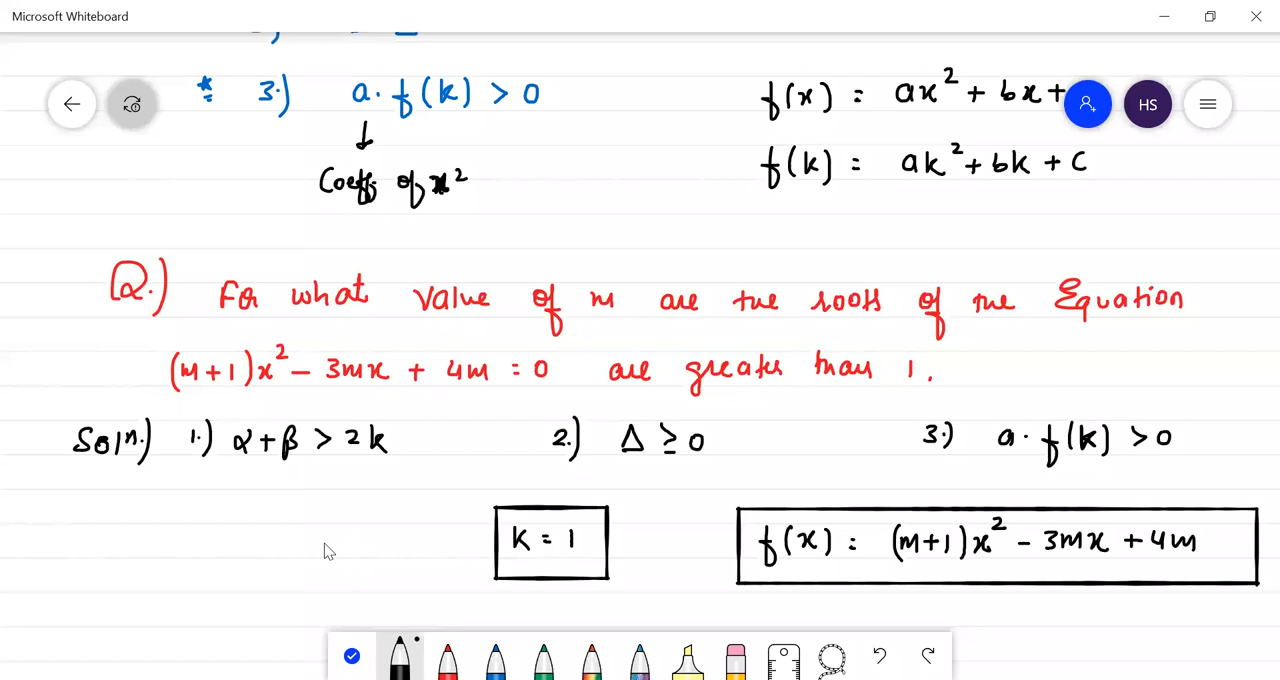 Microsoft Whiteboard
* 3.) a. f(k) > 0
f(x) = ax² + bx +
HS
↓
Coeff. of x²
f(k) = ak² + bk + c
Q.) For what value of m are the roots of the Equation
(m+1)x² - 3mx + 4m = 0 are greater than 1.
Soln.) 1.) α+β > 2k 2.) Δ ≥ 0 3.) a. f(k) > 0
k = 1 f(x) = (m+1)x² - 3mx + 4m